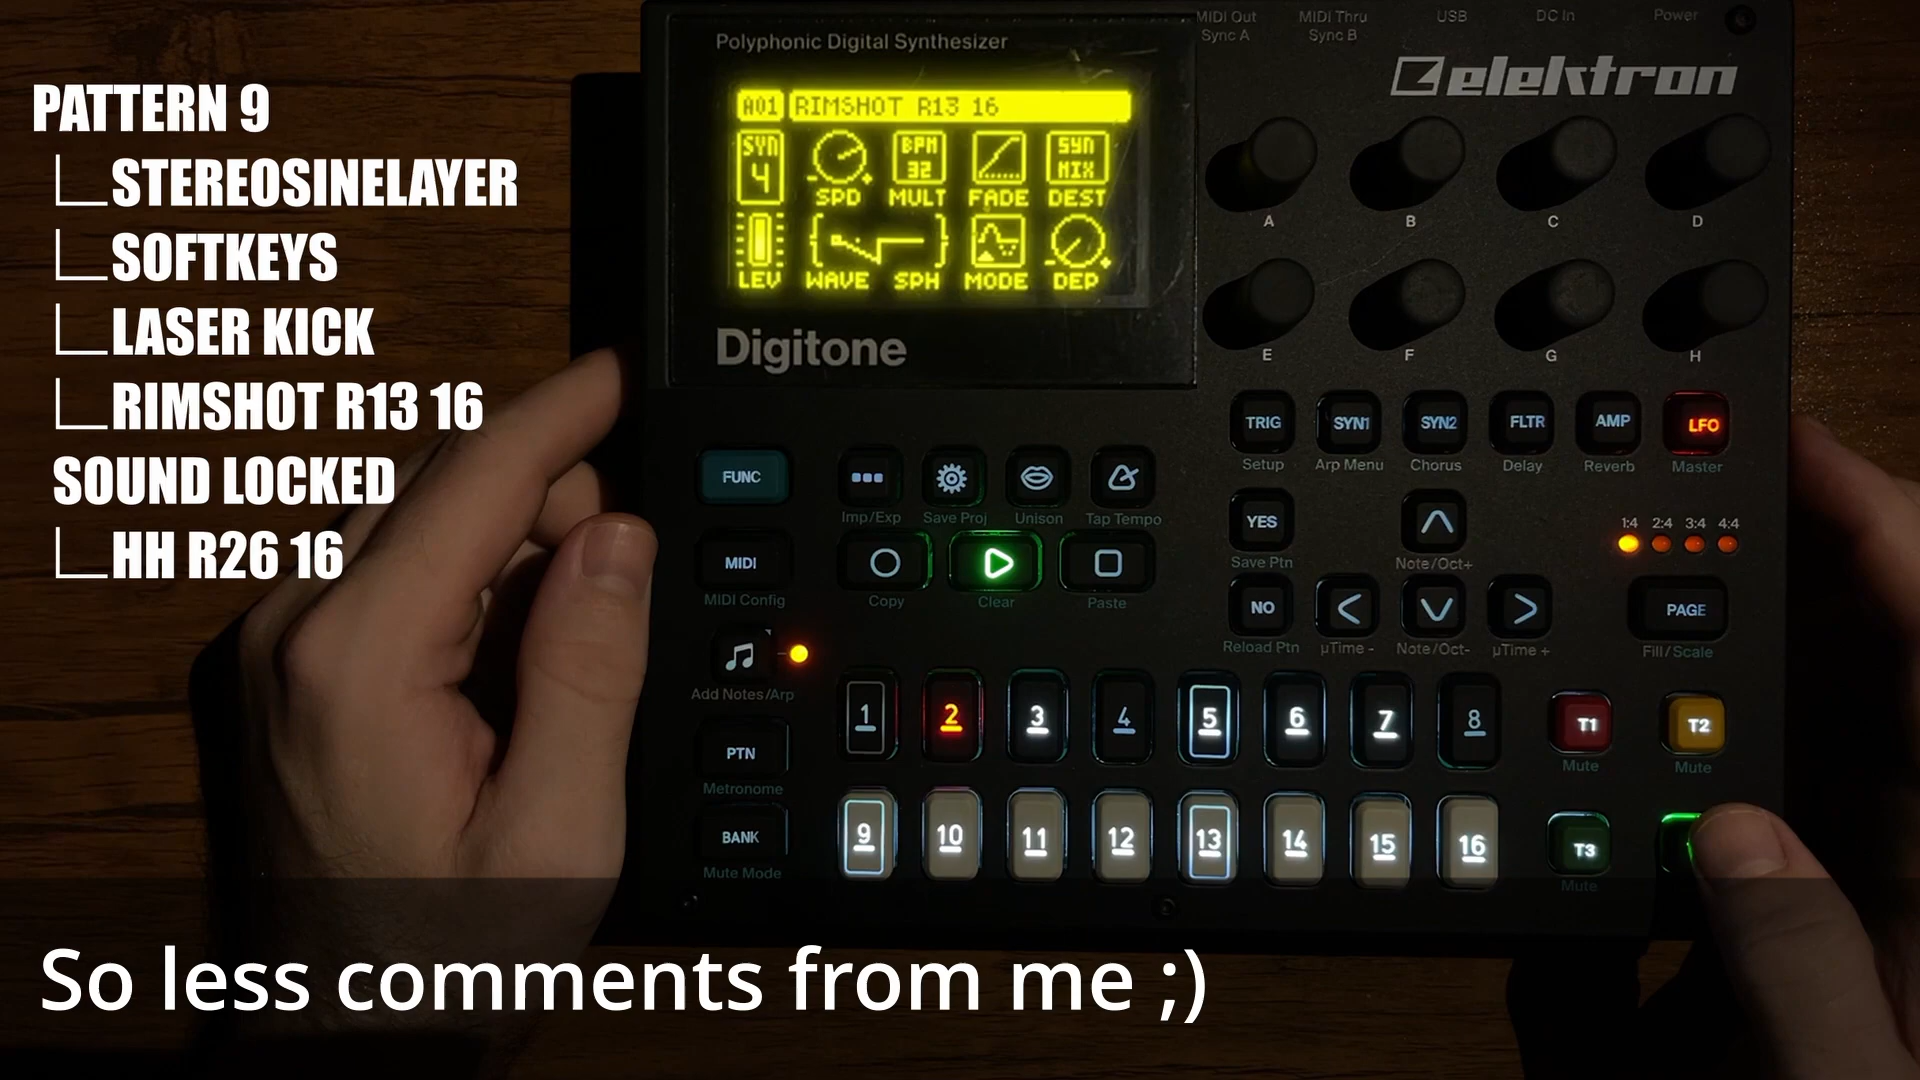 MIDI Out MIDI Thru USB DC In Power
Sync A Sync B
Polyphonic Digital Synthesizer
elektron
PATTERN 9
STEREOSINELAYER
SOFTKEYS
LASER KICK
RIMSHOT R13 16
SOUND LOCKED
HH R26 16
A01 RIMSHOT R13 16
SYN 4 BPM 32 SYN MIX
SPD MULT FADE DEST
LEV WAVE SPH MODE DEP
Digitone
A B C D
E F G H
TRIG SYN1 SYN2 FLTR AMP LFO
Setup Arp Menu Chorus Delay Reverb Master
FUNC
Imp/Exp Save Proj Unison Tap Tempo
YES
Save Ptn Note/Oct+
1:4 2:4 3:4 4:4
MIDI
MIDI Config Copy Clear Paste
NO PAGE
Reload Ptn µTime - Note/Oct- µTime + Fill/Scale
Add Notes/Arp
1 2 3 4 5 6 7 8 T1 T2
Mute Mute
PTN
Metronome
BANK
9 10 11 12 13 14 15 16 T3
Mute Mode Mute
So less comments from me ;)